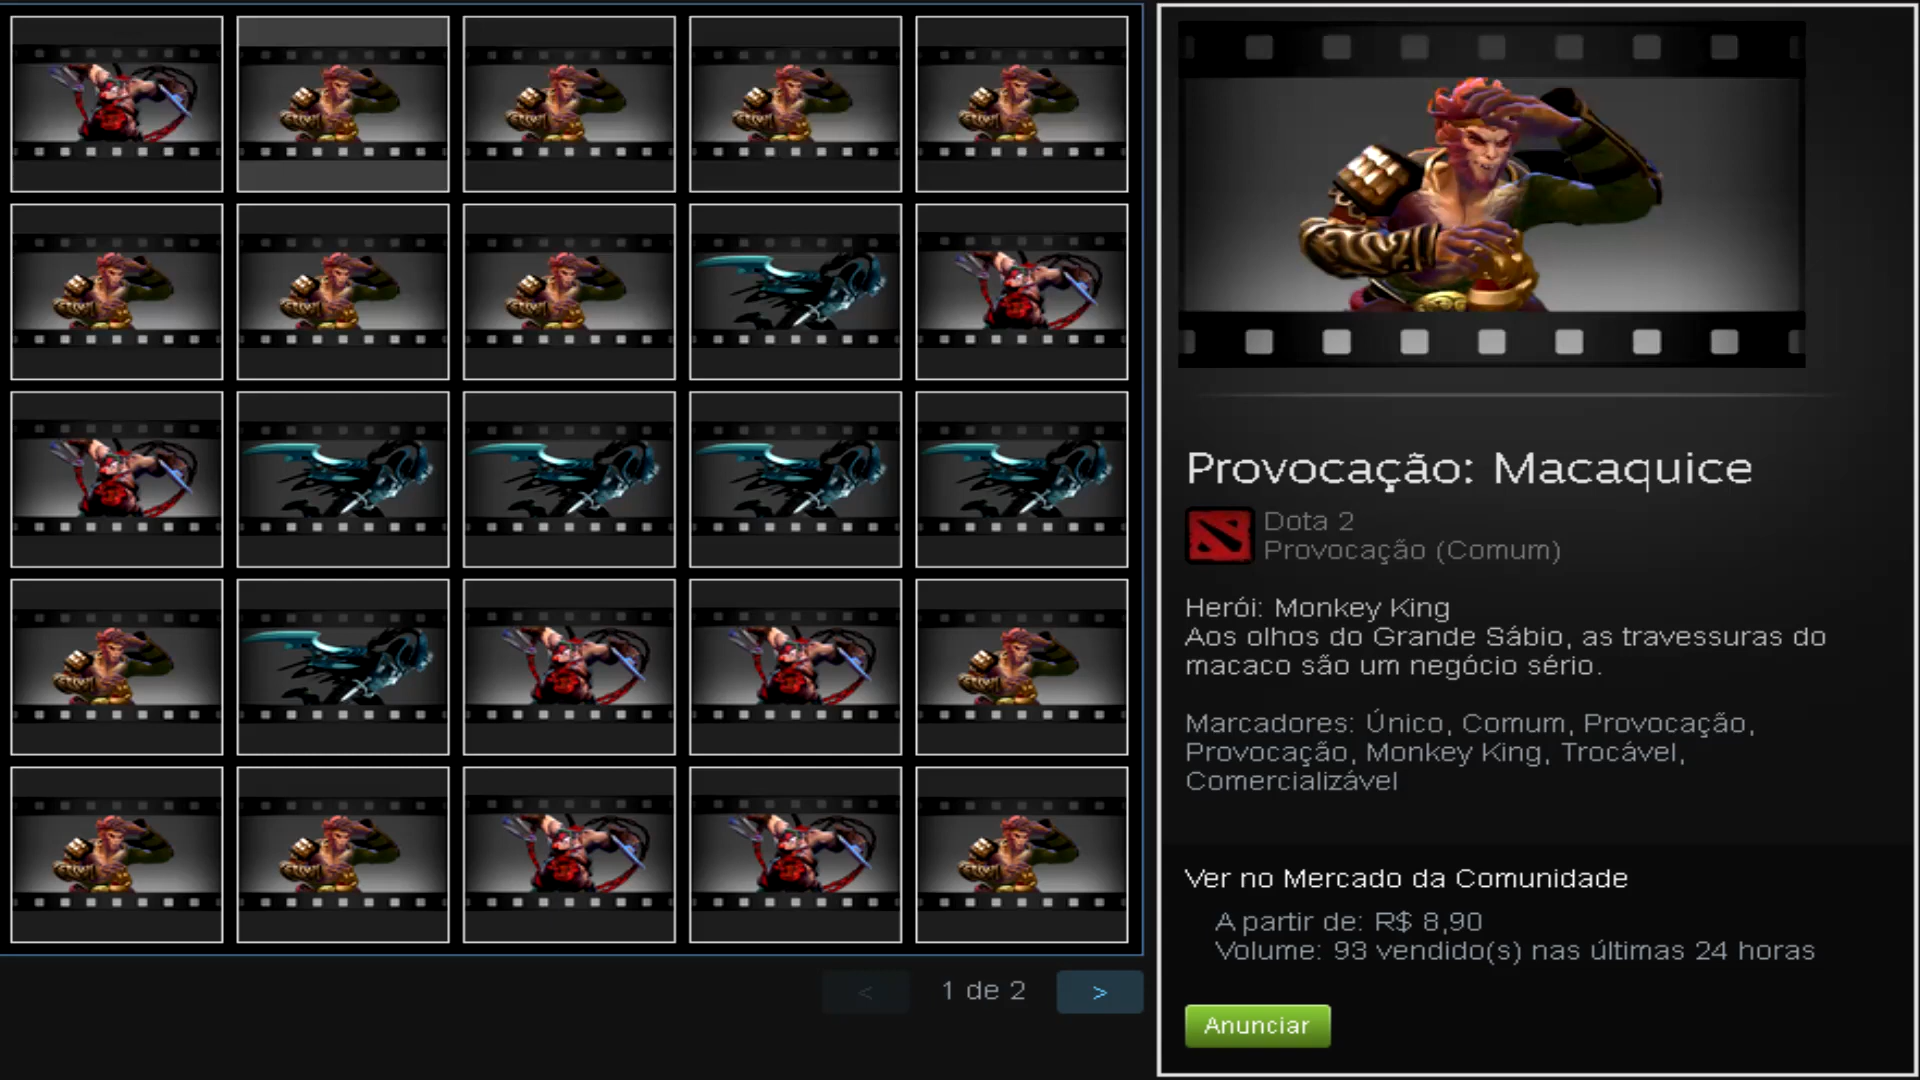 Provocação: Macaquice
Dota 2
Provocação (Comum)
Herói: Monkey King
Aos olhos do Grande Sábio, as travessuras do
macaco são um negócio sério.
Marcadores: Único, Comum, Provocação,
Provocação, Monkey King, Trocável,
Comercializável
Ver no Mercado da Comunidade
A partir de: R$ 8,90
Volume: 93 vendido(s) nas últimas 24 horas
< 1 de 2 >
Anunciar